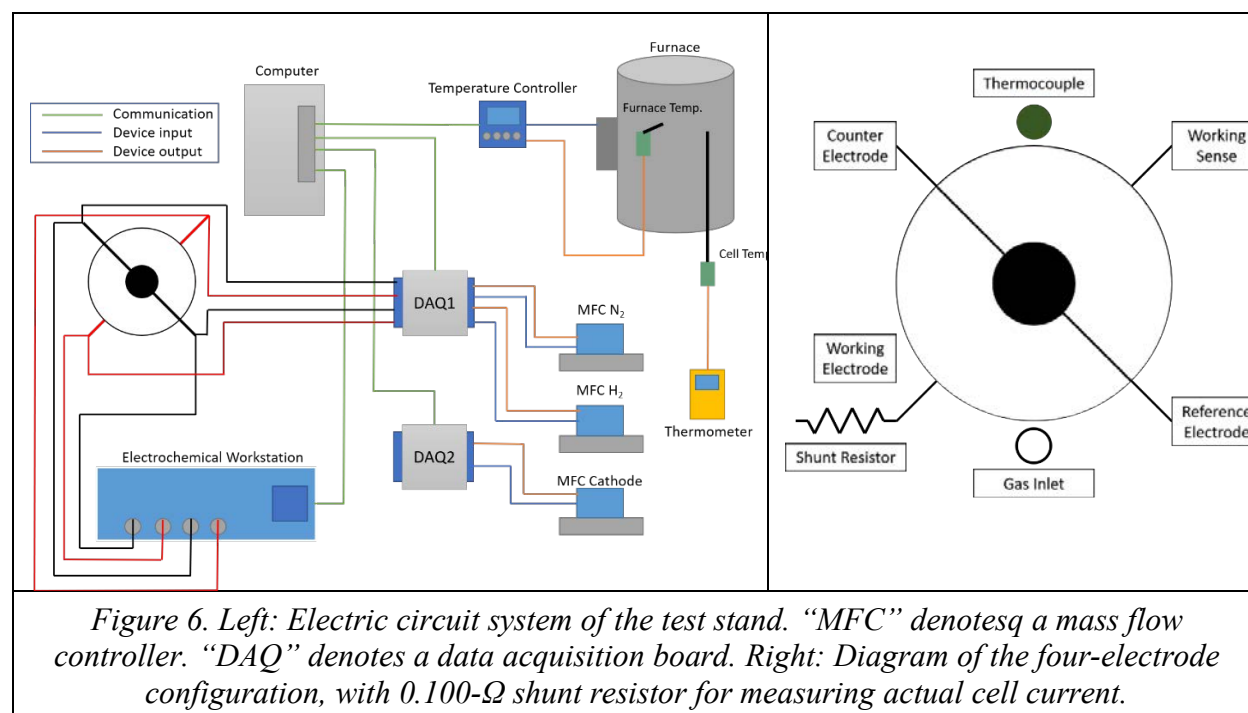 Furnace
Computer
Temperature Controller
Furnace Temp.
Communication
Device input
Device output
Cell Temp
DAQ1
MFC N₂
MFC H₂
Thermometer
DAQ2
MFC Cathode
Electrochemical Workstation
Thermocouple
Counter
Electrode
Working
Sense
Working
Electrode
Reference
Electrode
Shunt Resistor
Gas Inlet
Figure 6. Left: Electric circuit system of the test stand. “MFC” denotesq a mass flow
controller. “DAQ” denotes a data acquisition board. Right: Diagram of the four-electrode
configuration, with 0.100-Ω shunt resistor for measuring actual cell current.